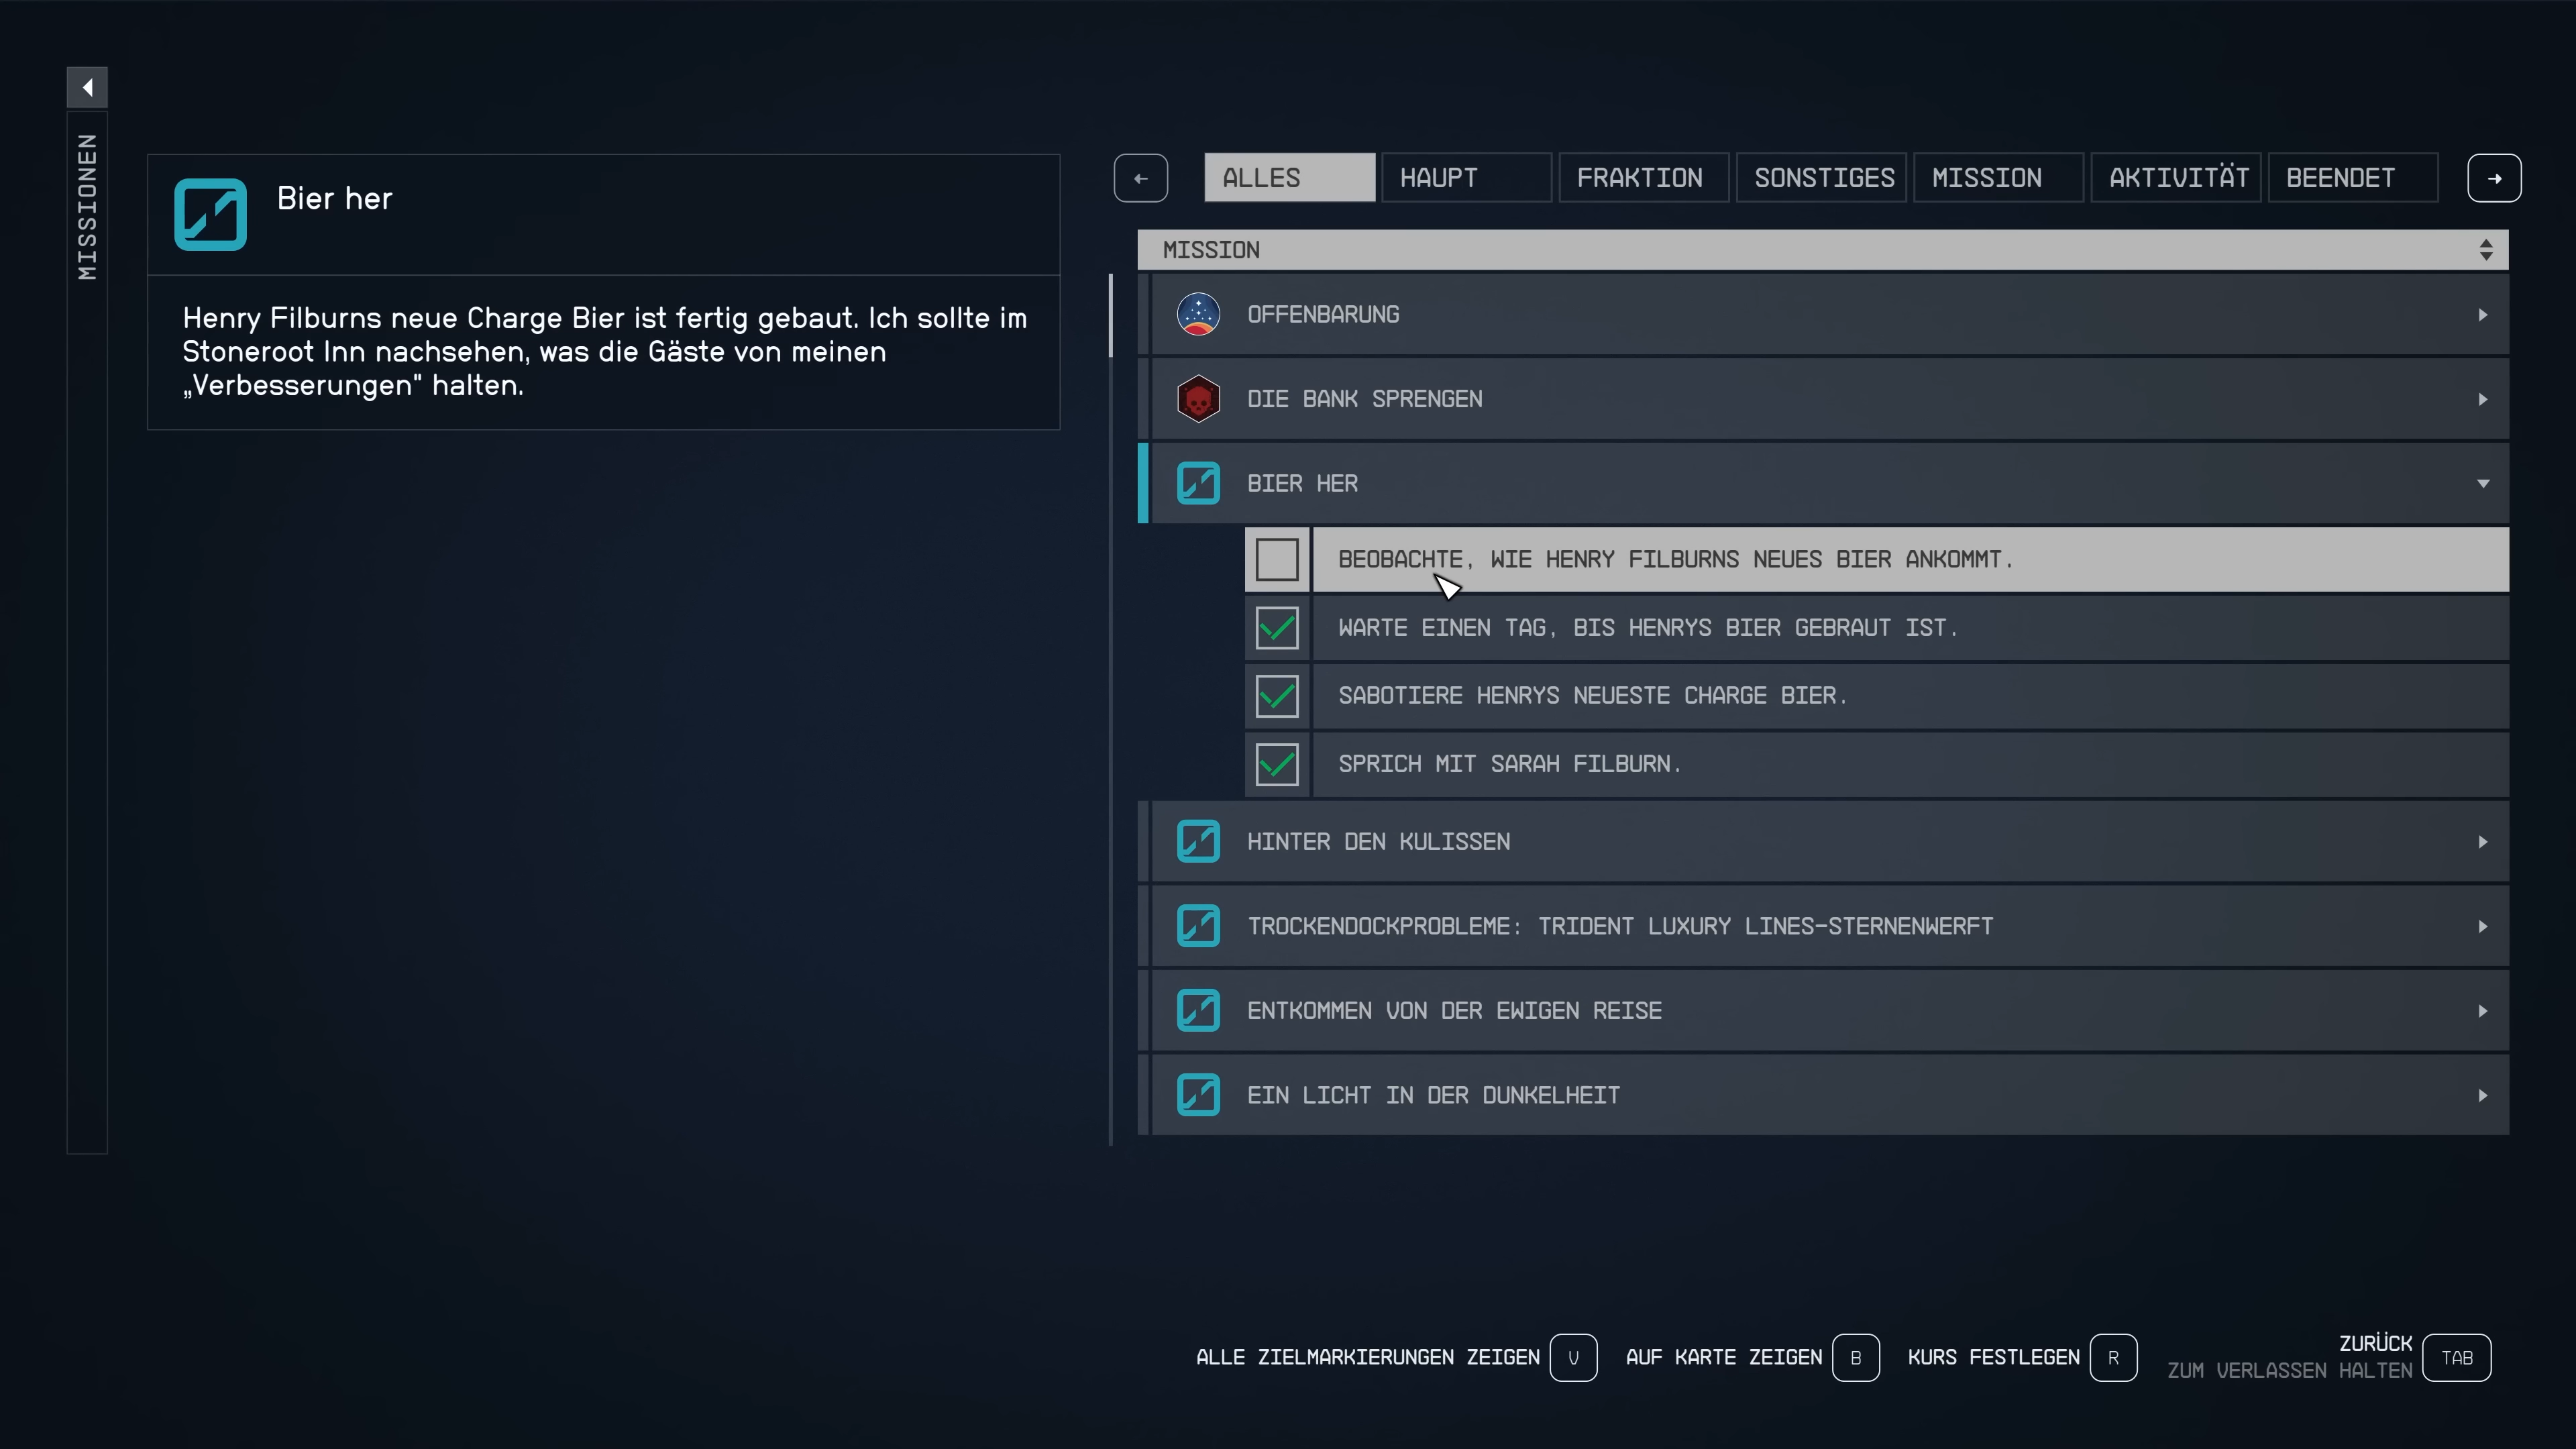 MISSIONEN
Bier her
Henry Filburns neue Charge Bier ist fertig gebaut. Ich sollte im
Stoneroot Inn nachsehen, was die Gäste von meinen
„Verbesserungen" halten.
ALLES
HAUPT
FRAKTION
SONSTIGES
MISSION
AKTIVITÄT
BEENDET
MISSION
OFFENBARUNG
DIE BANK SPRENGEN
BIER HER
BEOBACHTE, WIE HENRY FILBURNS NEUES BIER ANKOMMT.
WARTE EINEN TAG, BIS HENRYS BIER GEBRAUT IST.
SABOTIERE HENRYS NEUESTE CHARGE BIER.
SPRICH MIT SARAH FILBURN.
HINTER DEN KULISSEN
TROCKENDOCKPROBLEME: TRIDENT LUXURY LINES-STERNENWERFT
ENTKOMMEN VON DER EWIGEN REISE
EIN LICHT IN DER DUNKELHEIT
ALLE ZIELMARKIERUNGEN ZEIGEN V
AUF KARTE ZEIGEN B
KURS FESTLEGEN R
ZURÜCK
ZUM VERLASSEN HALTEN
TAB